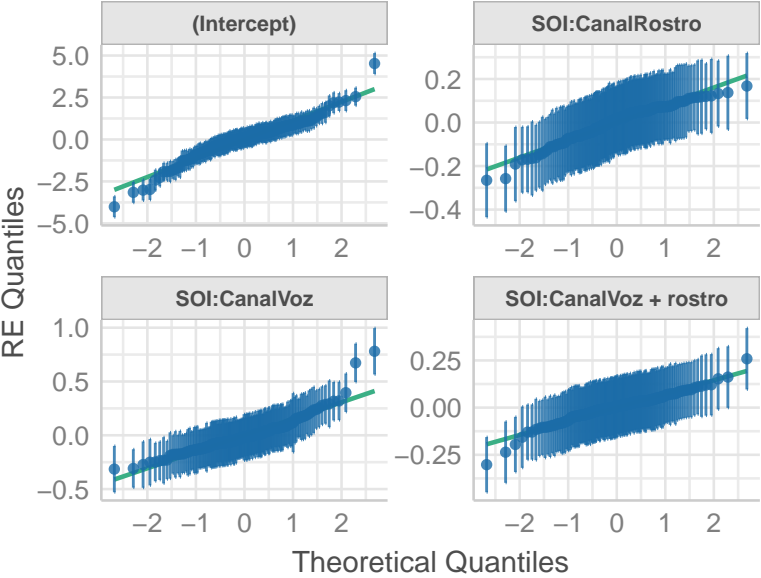 (Intercept)
SOI:CanalRostro
5.0
2.5
0.0
−2.5
−5.0
0.2
0.0
−0.2
−0.4
−2 −1 0 1 2
−2 −1 0 1 2
SOI:CanalVoz
SOI:CanalVoz + rostro
1.0
0.5
0.0
−0.5
0.25
0.00
−0.25
−2 −1 0 1 2
−2 −1 0 1 2
RE Quantiles
Theoretical Quantiles